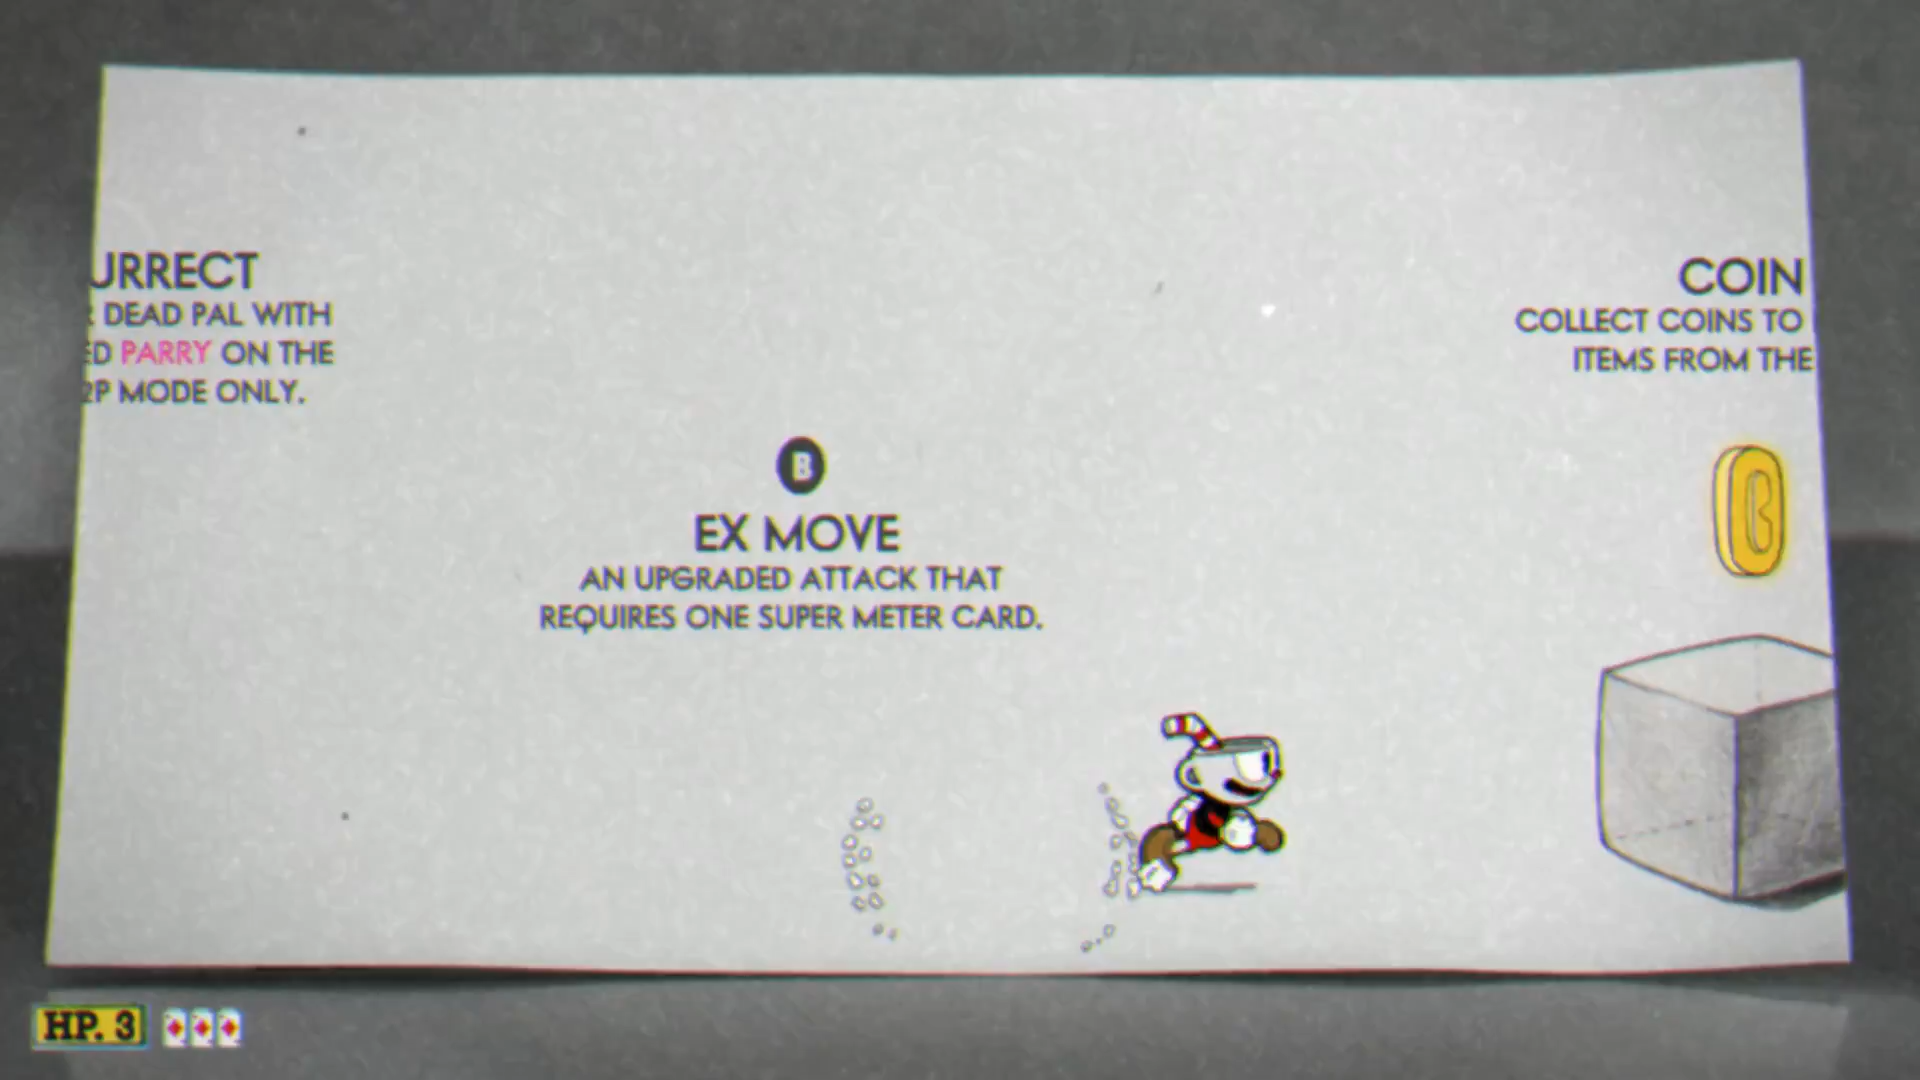 URRECT
DEAD PAL WITH
ED PARRY ON THE
2P MODE ONLY.
COIN
COLLECT COINS TO
ITEMS FROM THE
B
EX MOVE
AN UPGRADED ATTACK THAT
REQUIRES ONE SUPER METER CARD.
HP. 3